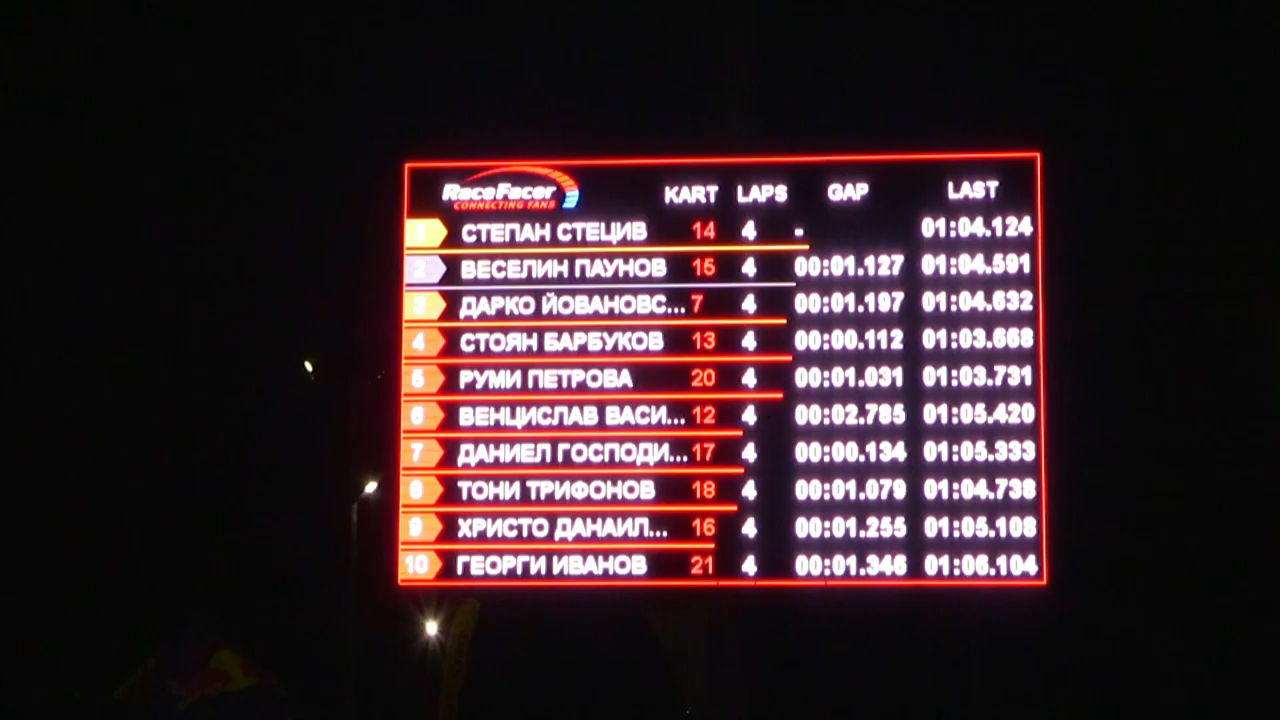 RaceFacer KART LAPS GAP LAST
CONNECTING FANS
1 СТЕПАН СТЕЦИВ 14 4 - 01:04.124
2 ВЕСЕЛИН ПАУНОВ 15 4 00:01.127 01:04.591
3 ДАРКО ЙОВАНОВС... 7 4 00:01.197 01:04.632
4 СТОЯН БАРБУКОВ 13 4 00:00.112 01:03.668
5 РУМИ ПЕТРОВА 20 4 00:01.031 01:03.731
6 ВЕНЦИСЛАВ ВАСИ... 12 4 00:02.785 01:05.420
7 ДАНИЕЛ ГОСПОДИ... 17 4 00:00.134 01:05.333
8 ТОНИ ТРИФОНОВ 18 4 00:01.079 01:04.738
9 ХРИСТО ДАНАИЛ... 16 4 00:01.255 01:05.108
10 ГЕОРГИ ИВАНОВ 21 4 00:01.346 01:06.104